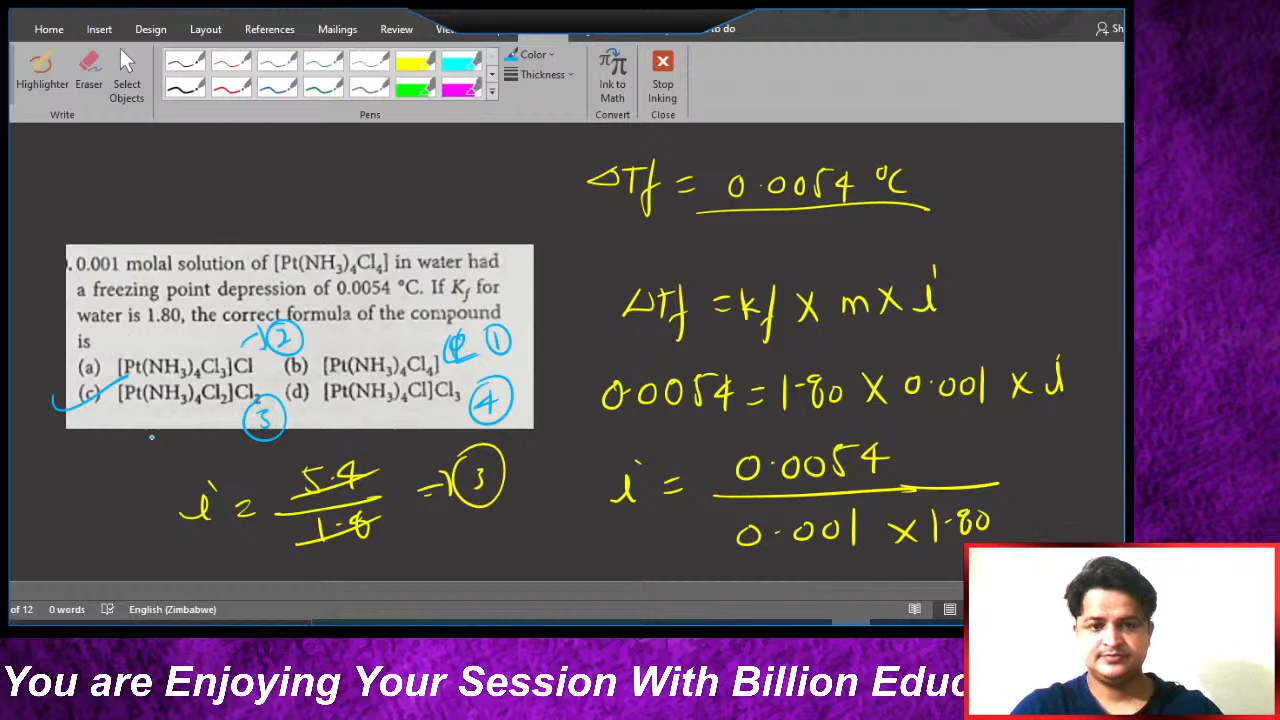 Home Insert Design Layout References Mailings Review to do
Highlighter Eraser Select Objects
Color
Thickness
Ink to Math
Stop Inking
Write Pens Convert Close
ΔTf = 0.0054 °C
0.001 molal solution of [Pt(NH3)4Cl4] in water had
a freezing point depression of 0.0054 °C. If Kf for
water is 1.80, the correct formula of the compound
is
(a) [Pt(NH3)4Cl3]Cl (b) [Pt(NH3)4Cl4]
(c) [Pt(NH3)4Cl2]Cl2 (d) [Pt(NH3)4Cl]Cl3
2
1
3
4
ΔTf = kf × m × i
0.0054 = 1.80 × 0.001 × i
i = 0.0054
0.001 × 1.80
i = 5.4
1.8
⇒ 3
of 12 0 words English (Zimbabwe)
You are Enjoying Your Session With Billion Educ